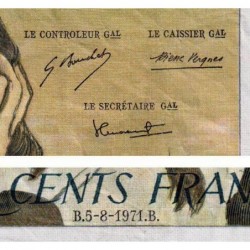 LE CONTROLEUR GAL LE CAISSIER GAL
LE SECRÉTAIRE GAL
CENTS FRAN
B.5-8-1971.B.